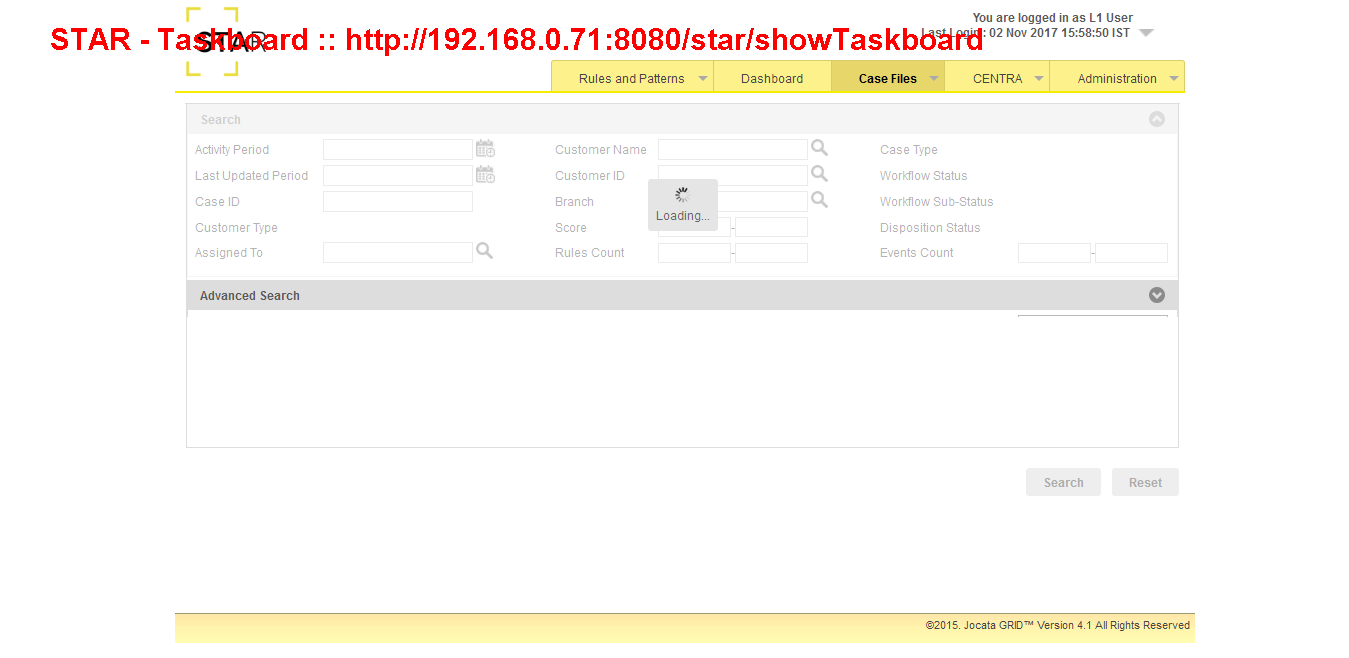 You are logged in as L1 User
STAR
STAR - Taskboard :: http://192.168.0.71:8080/star/showTaskboard
Last Login : 02 Nov 2017 15:58:50 IST
Rules and Patterns Dashboard Case Files CENTRA Administration
Search
Activity Period Customer Name Case Type
Last Updated Period Customer ID Workflow Status
Case ID Branch Workflow Sub-Status
Loading...
Customer Type Score - Disposition Status
Assigned To Rules Count - Events Count -
Advanced Search
Search Reset
©2015. Jocata GRID™ Version 4.1 All Rights Reserved